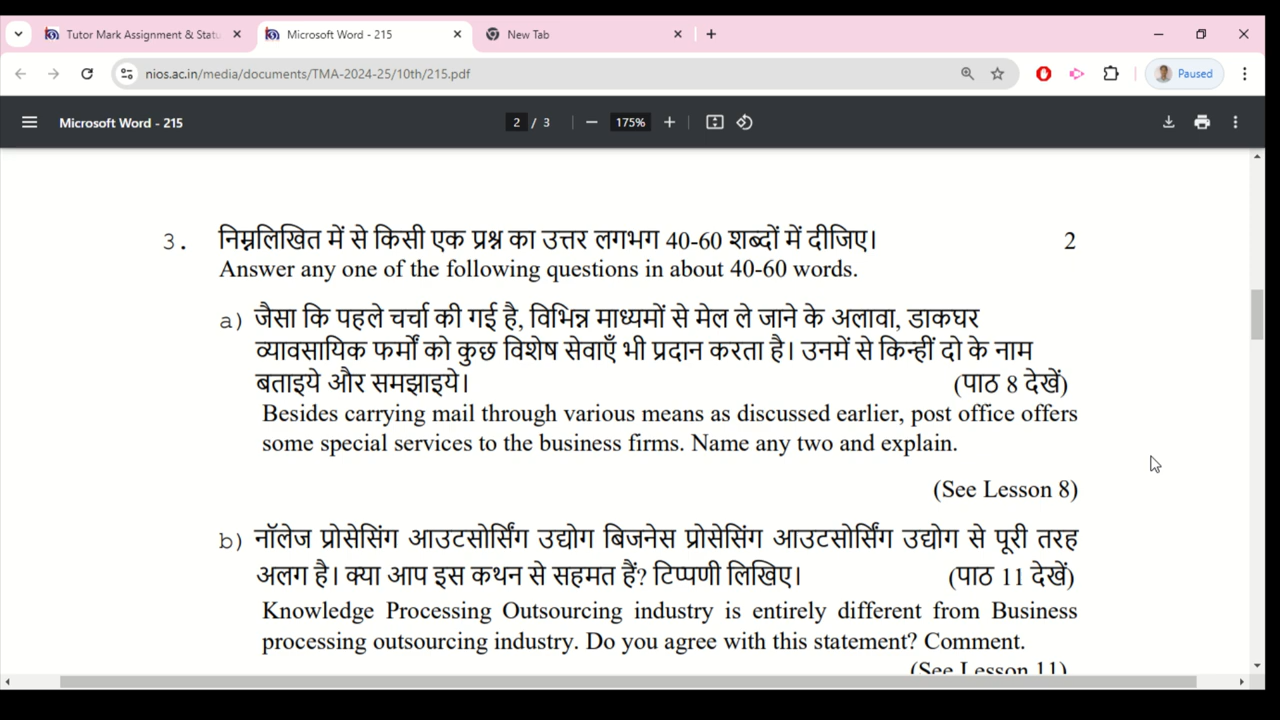 Tutor Mark Assignment & Statu
Microsoft Word - 215
New Tab
nios.ac.in/media/documents/TMA-2024-25/10th/215.pdf
Paused
Microsoft Word - 215
2 / 3
175%
3. निम्नलिखित में से किसी एक प्रश्न का उत्तर लगभग 40-60 शब्दों में दीजिए। 2
Answer any one of the following questions in about 40-60 words.
a) जैसा कि पहले चर्चा की गई है, विभिन्न माध्यमों से मेल ले जाने के अलावा, डाकघर
व्यावसायिक फर्मों को कुछ विशेष सेवाएँ भी प्रदान करता है। उनमें से किन्हीं दो के नाम
बताइये और समझाइये। (पाठ 8 देखें)
Besides carrying mail through various means as discussed earlier, post office offers
some special services to the business firms. Name any two and explain.
(See Lesson 8)
b) नॉलेज प्रोसेसिंग आउटसोर्सिंग उद्योग बिजनेस प्रोसेसिंग आउटसोर्सिंग उद्योग से पूरी तरह
अलग है। क्या आप इस कथन से सहमत हैं? टिप्पणी लिखिए। (पाठ 11 देखें)
Knowledge Processing Outsourcing industry is entirely different from Business
processing outsourcing industry. Do you agree with this statement? Comment.
(See Lesson 11)